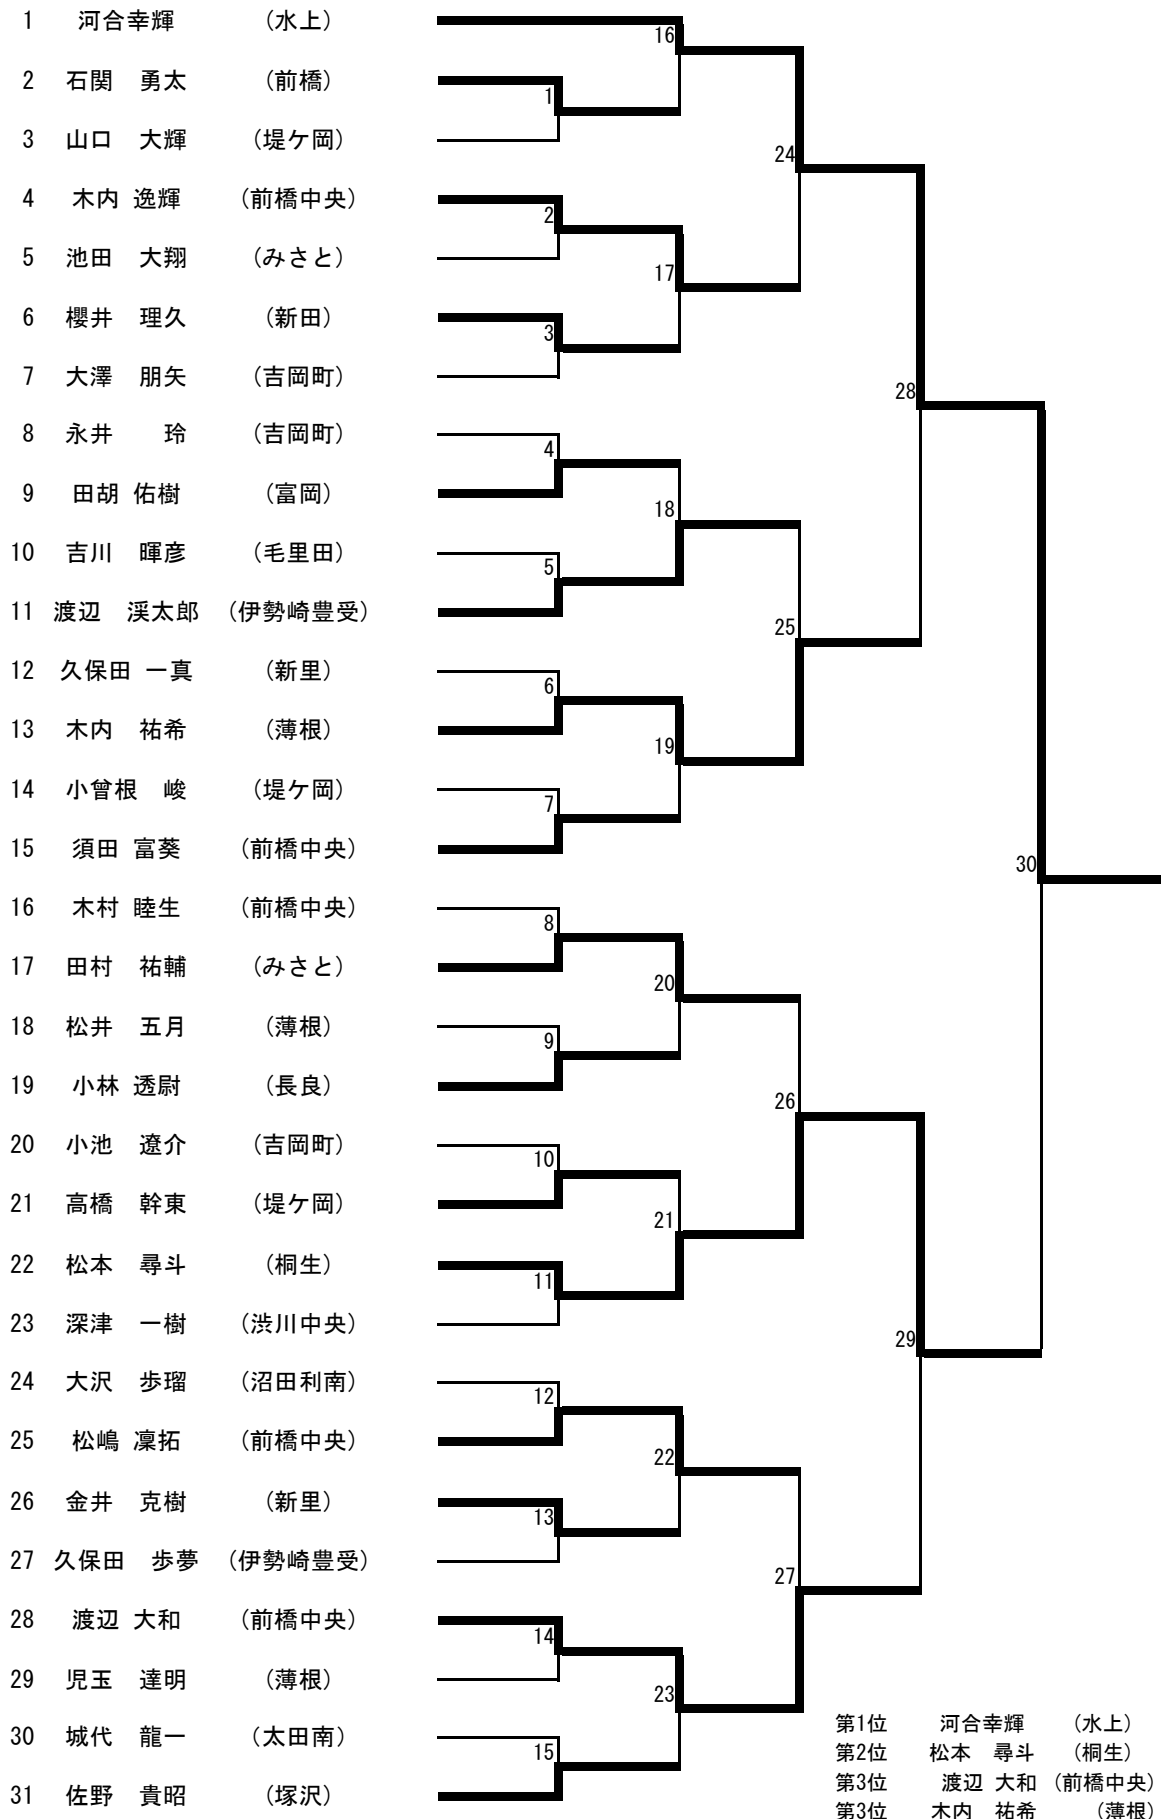 1 河合幸輝 (水上)
16
2 石関 勇太 (前橋)
1
3 山口 大輝 (堤ケ岡)
24
4 木内 逸輝 (前橋中央)
2
5 池田 大翔 (みさと)
17
6 櫻井 理久 (新田)
3
7 大澤 朋矢 (吉岡町)
28
8 永井 玲 (吉岡町)
4
9 田胡 佑樹 (富岡)
18
10 吉川 暉彦 (毛里田)
5
11 渡辺 渓太郎 (伊勢崎豊受)
25
12 久保田 一真 (新里)
6
13 木内 祐希 (薄根)
19
14 小曾根 峻 (堤ケ岡)
7
15 須田 富葵 (前橋中央)
30
16 木村 睦生 (前橋中央)
8
17 田村 祐輔 (みさと)
20
18 松井 五月 (薄根)
9
19 小林 透尉 (長良)
26
20 小池 遼介 (吉岡町)
10
21 高橋 幹東 (堤ケ岡)
21
22 松本 尋斗 (桐生)
11
23 深津 一樹 (渋川中央)
29
24 大沢 歩瑠 (沼田利南)
12
25 松嶋 凜拓 (前橋中央)
22
26 金井 克樹 (新里)
13
27 久保田 歩夢 (伊勢崎豊受)
27
28 渡辺 大和 (前橋中央)
14
29 児玉 達明 (薄根)
23
30 城代 龍一 (太田南)
15
31 佐野 貴昭 (塚沢)
第1位 河合幸輝 (水上)
第2位 松本 尋斗 (桐生)
第3位 渡辺 大和 (前橋中央)
第3位 木内 祐希 (薄根)